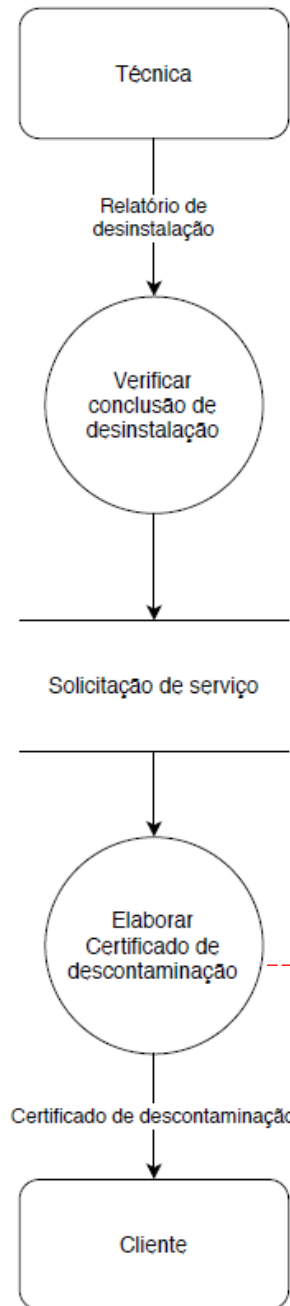 Técnica
Relatório de
desinstalação
Verificar
conclusão de
desinstalação
Solicitação de serviço
Elaborar
Certificado de
descontaminação
Certificado de descontaminação
Cliente